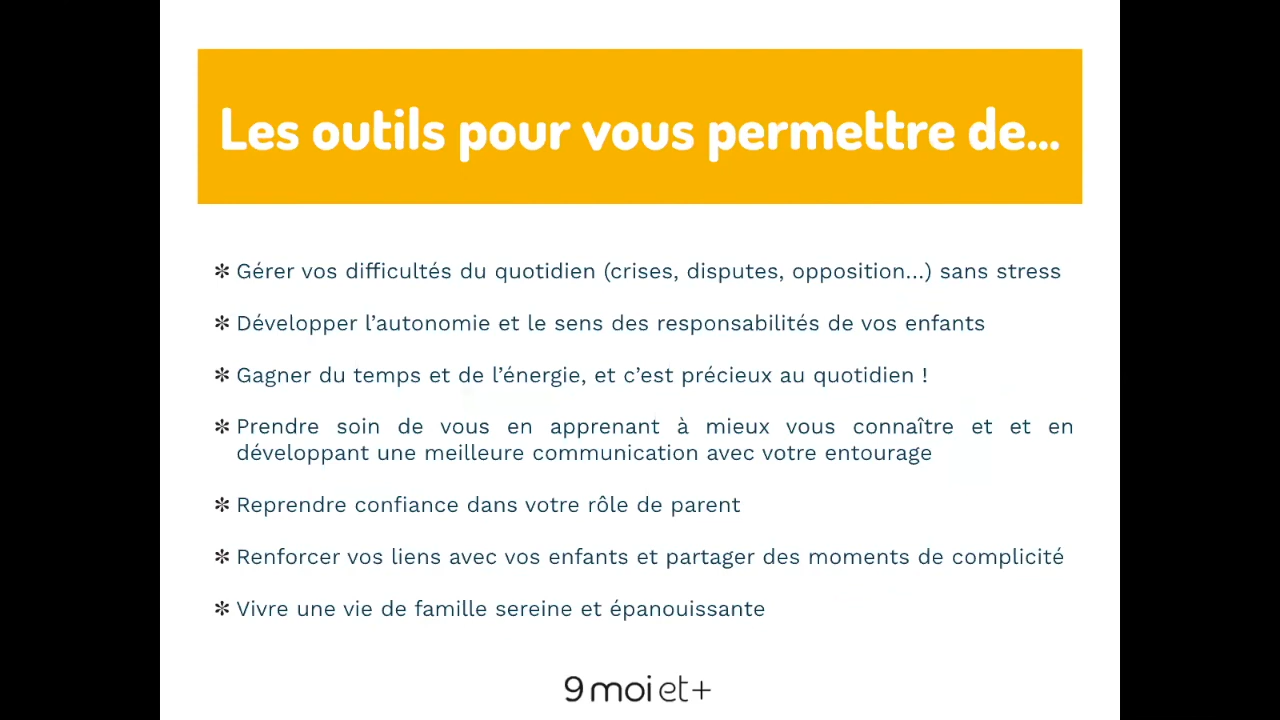 Les outils pour vous permettre de...
✻ Gérer vos difficultés du quotidien (crises, disputes, opposition...) sans stress
✻ Développer l’autonomie et le sens des responsabilités de vos enfants
✻ Gagner du temps et de l’énergie, et c’est précieux au quotidien !
✻ Prendre soin de vous en apprenant à mieux vous connaître et et en
développant une meilleure communication avec votre entourage
✻ Reprendre confiance dans votre rôle de parent
✻ Renforcer vos liens avec vos enfants et partager des moments de complicité
✻ Vivre une vie de famille sereine et épanouissante
9 moi et+